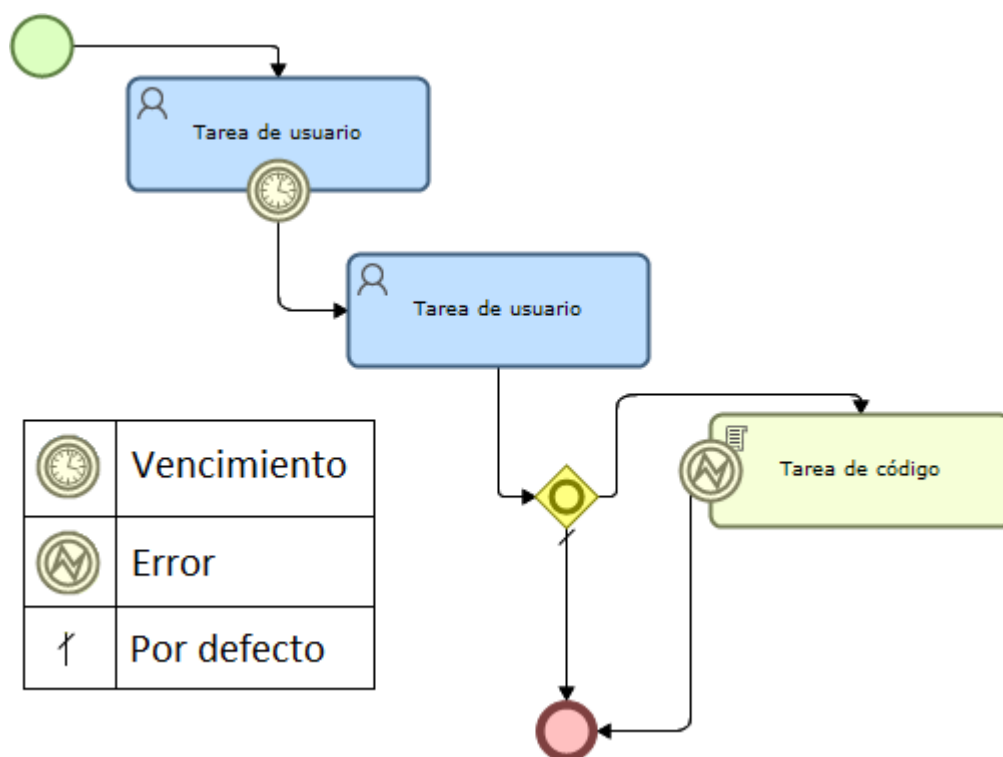 Tarea de usuario
Tarea de usuario
Tarea de código
Vencimiento
Error
Por defecto